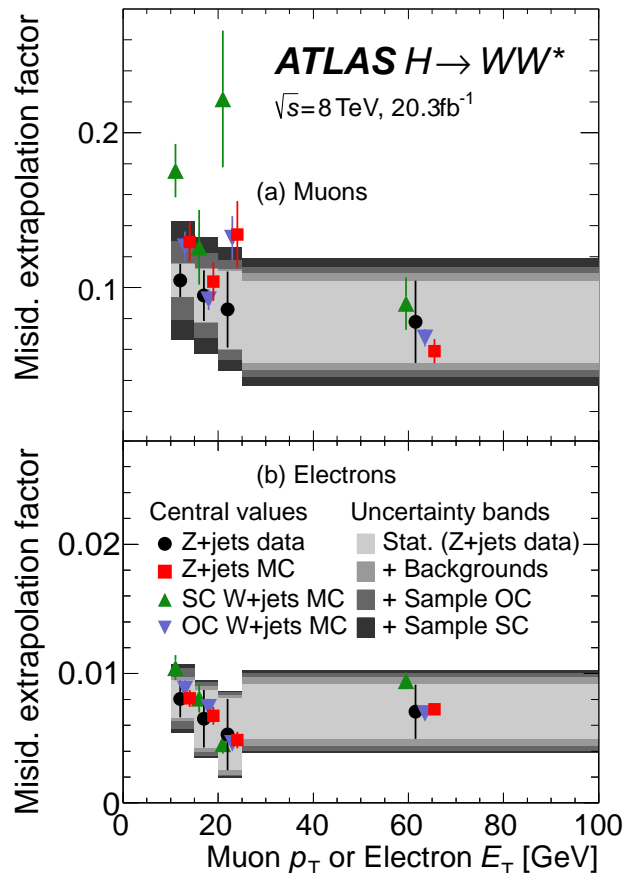 ATLAS H → WW*
√s=8 TeV, 20.3fb⁻¹
0.2
(a) Muons
0.1
Misid. extrapolation factor
(b) Electrons
Central values
Z+jets data
Z+jets MC
SC W+jets MC
OC W+jets MC
Uncertainty bands
Stat. (Z+jets data)
+ Backgrounds
+ Sample OC
+ Sample SC
0.02
0.01
0
Misid. extrapolation factor
0 20 40 60 80 100
Muon p_T or Electron E_T [GeV]